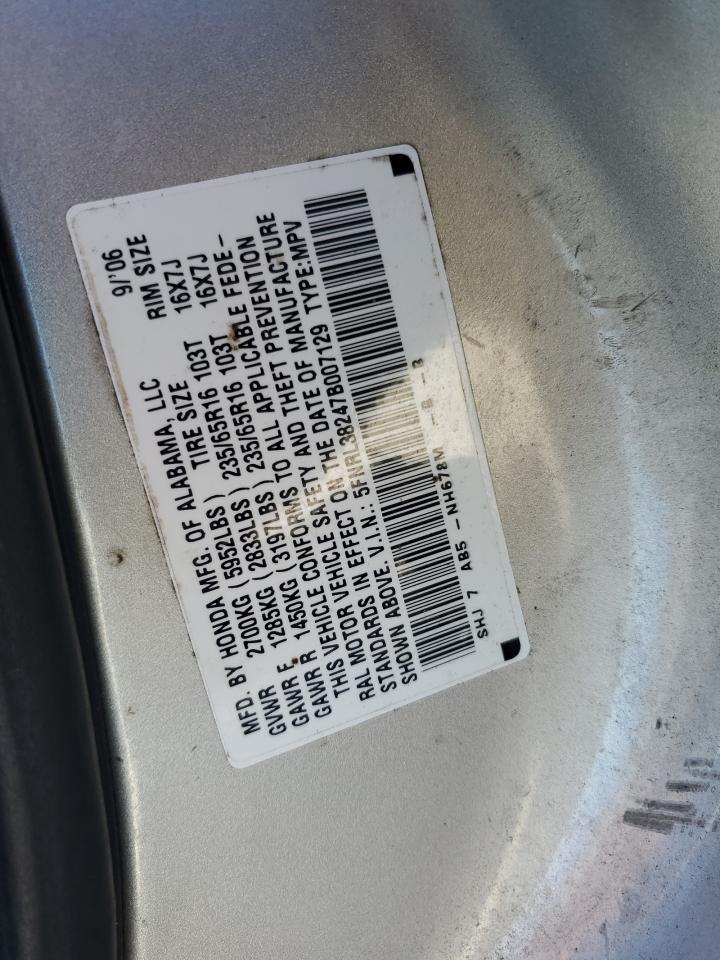 MFD. BY HONDA MFG. OF ALABAMA, LLC 9/'06
GVWR 2700KG ( 5952LBS ) TIRE SIZE RIM SIZE
GAWR F 1285KG ( 2833LBS ) 235/65R16 103T 16X7J
GAWR R 1450KG ( 3197LBS ) 235/65R16 103T 16X7J
THIS VEHICLE CONFORMS TO ALL APPLICABLE FEDE-
RAL MOTOR VEHICLE SAFETY AND THEFT PREVENTION
STANDARDS IN EFFECT ON THE DATE OF MANUFACTURE
SHOWN ABOVE. V.I.N.: 5FNRL38247B007129 TYPE:MPV
SHJ 7 AB5 - NH678M - B - B